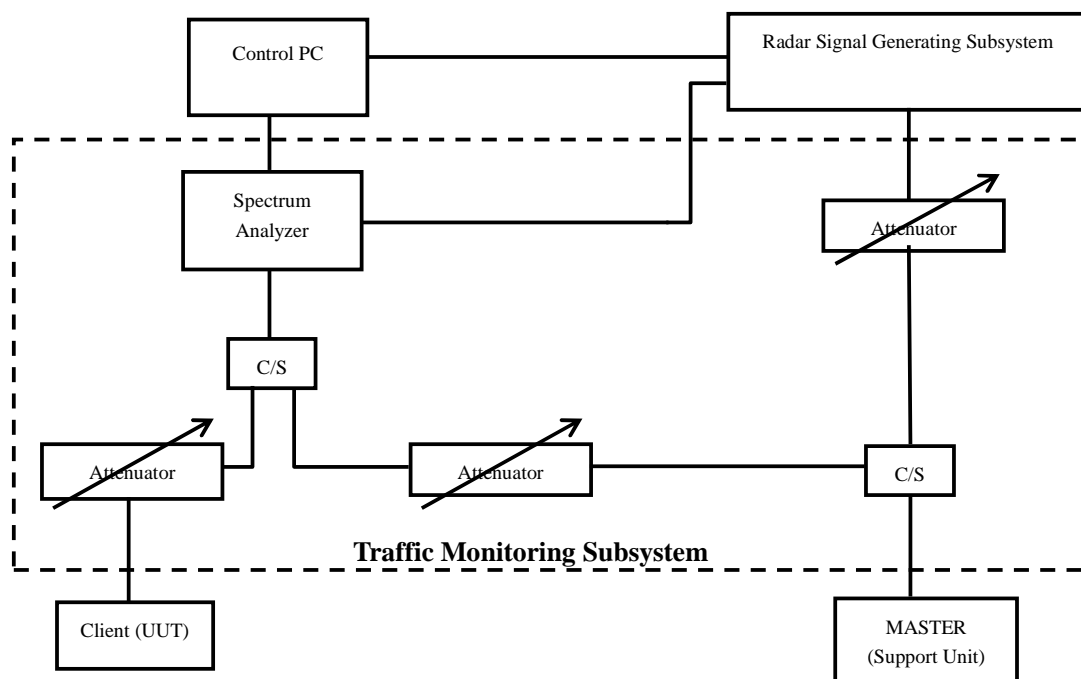 Control PC
Radar Signal Generating Subsystem
Spectrum
Analyzer
Attenuator
C/S
Attenuator
Attenuator
C/S
Traffic Monitoring Subsystem
Client (UUT)
MASTER
(Support Unit)